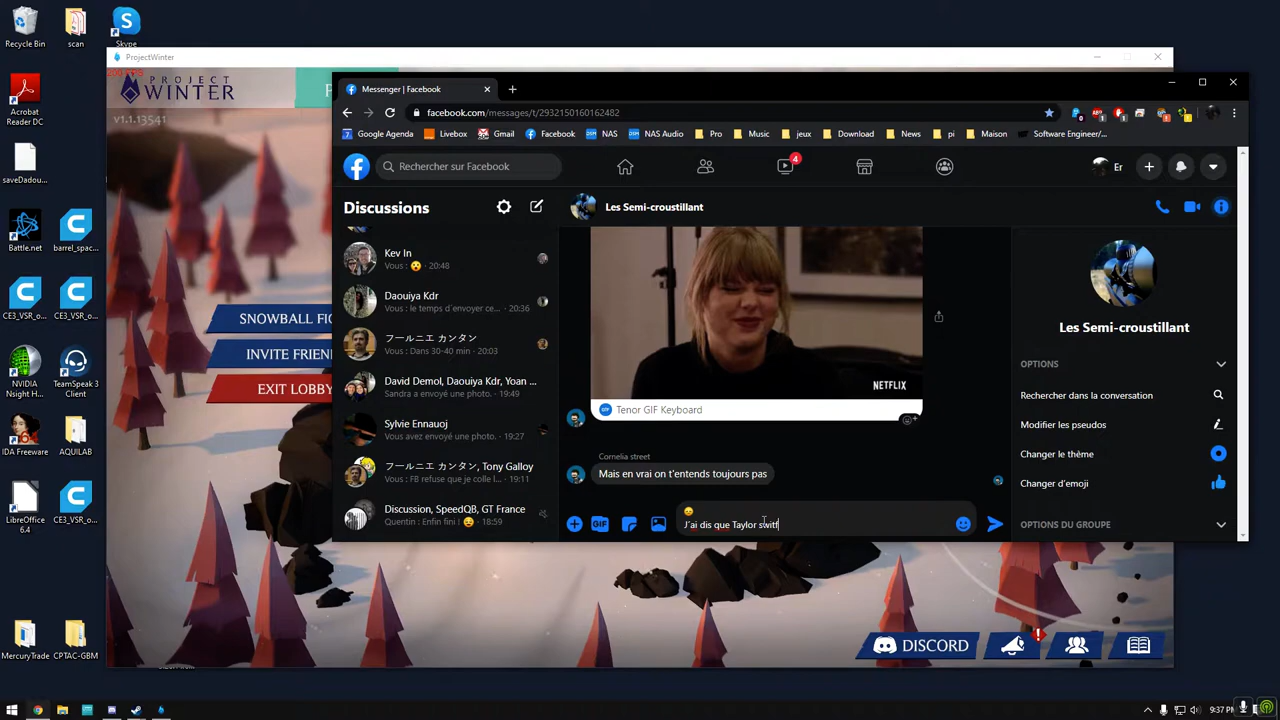 Recycle Bin
scan
Skype
Acrobat
Reader DC
saveDadou...
Battle.net
barrel_spac...
CE3_VSR_o...
CE3_VSR_o...
NVIDIA
Nsight H...
TeamSpeak 3
Client
IDA Freeware
AQUILAB
LibreOffice
6.4
CE3_VSR_o...
MercuryTrade
CPTAC-GBM
ProjectWinter
PROJECT
WINTER
v1.1.13541
SNOWBALL FIG
INVITE FRIEN
EXIT LOBBY
DISCORD
Messenger | Facebook
facebook.com/messages/t/2932150160162482
Google Agenda
Livebox
Gmail
Facebook
NAS
NAS Audio
Pro
Music
jeux
Download
News
pi
Maison
Software Engineer/...
Rechercher sur Facebook
4
Er
Discussions
Les Semi-croustillant
Kev In
Vous : 😮 · 20:48
Daouiya Kdr
Vous : le temps d'envoyer ce... · 20:36
フールニエ カンタン
Vous : Dans 30-40 min · 20:03
David Demol, Daouiya Kdr, Yoan ...
Sandra a envoyé une photo. · 19:49
Sylvie Ennauoj
Vous avez envoyé une photo. · 19:27
フールニエ カンタン, Tony Galloy
Vous : FB refuse que je colle l... · 19:11
Discussion, SpeedQB, GT France
Quentin : Enfin fini ! 😉 · 18:59
NETFLIX
GIF
Tenor GIF Keyboard
Cornelia street
Mais en vrai on t'entends toujours pas
GIF
J'ai dis que Taylor switf
Les Semi-croustillant
OPTIONS
Rechercher dans la conversation
Modifier les pseudos
Changer le thème
Changer d'emoji
OPTIONS DU GROUPE
9:37 PM